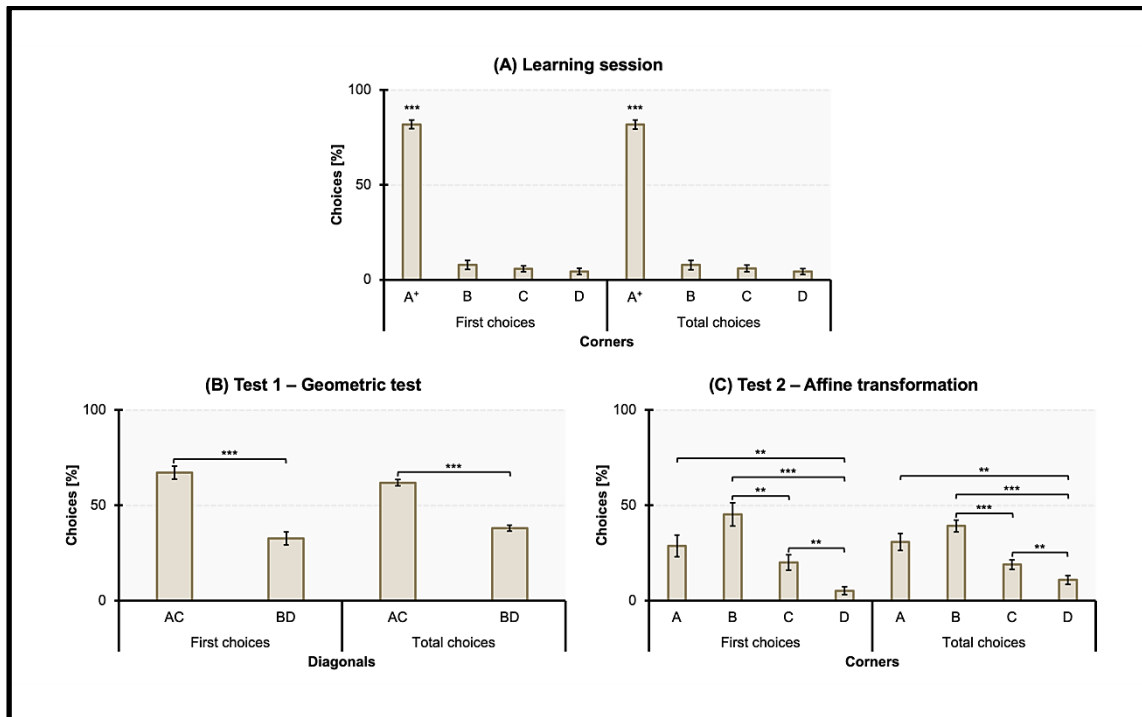 (A) Learning session
100
50
0
Choices [%]
***
***
A⁺ B C D A⁺ B C D
First choices Total choices
Corners
(B) Test 1 – Geometric test
100
50
0
Choices [%]
***
***
AC BD AC BD
First choices Total choices
Diagonals
(C) Test 2 – Affine transformation
100
50
0
Choices [%]
**
***
**
**
**
***
***
**
A B C D A B C D
First choices Total choices
Corners